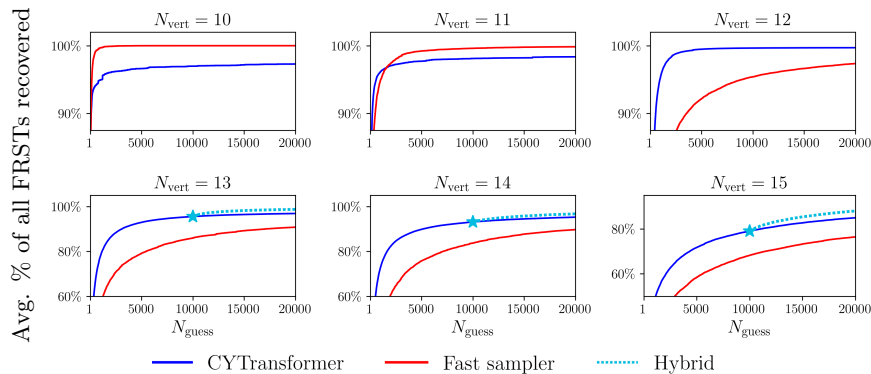 Avg. % of all FRSTs recovered
N_vert = 10
100%
90%
1 5000 10000 15000 20000
N_vert = 11
100%
90%
1 5000 10000 15000 20000
N_vert = 12
100%
90%
1 5000 10000 15000 20000
N_vert = 13
100%
80%
60%
1 5000 10000 15000 20000
N_guess
N_vert = 14
100%
80%
60%
1 5000 10000 15000 20000
N_guess
N_vert = 15
80%
60%
1 5000 10000 15000 20000
N_guess
CYTransformer Fast sampler Hybrid